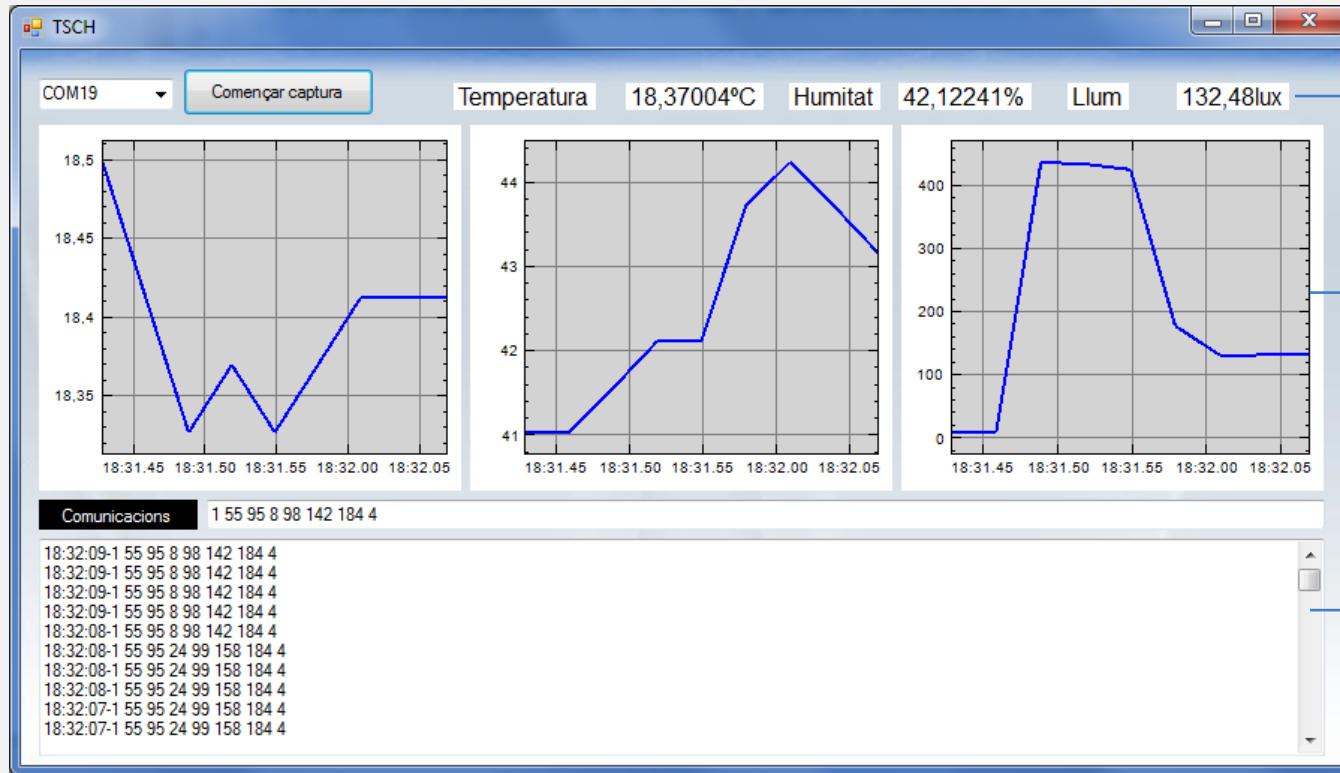 TSCH
COM19 Començar captura Temperatura 18,37004ºC Humitat 42,12241% Llum 132,48lux
18,5
18,45
18,4
18,35
18:31.45 18:31.50 18:31.55 18:32.00 18:32.05
44
43
42
41
18:31.45 18:31.50 18:31.55 18:32.00 18:32.05
400
300
200
100
0
18:31.45 18:31.50 18:31.55 18:32.00 18:32.05
Comunicacions 1 55 95 8 98 142 184 4
18:32:09-1 55 95 8 98 142 184 4
18:32:09-1 55 95 8 98 142 184 4
18:32:09-1 55 95 8 98 142 184 4
18:32:09-1 55 95 8 98 142 184 4
18:32:08-1 55 95 8 98 142 184 4
18:32:08-1 55 95 24 99 158 184 4
18:32:08-1 55 95 24 99 158 184 4
18:32:08-1 55 95 24 99 158 184 4
18:32:07-1 55 95 24 99 158 184 4
18:32:07-1 55 95 24 99 158 184 4